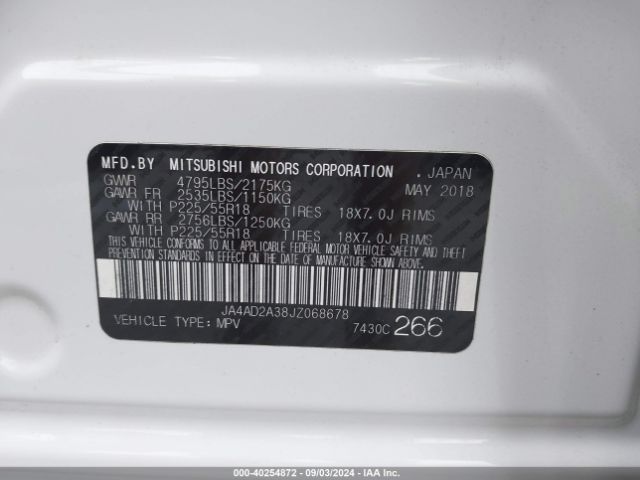 MFD.BY MITSUBISHI MOTORS CORPORATION . JAPAN
GVWR 4795LBS/2175KG MAY 2018
GAWR FR 2535LBS/1150KG
WITH P225/55R18 TIRES 18X7.0J RIMS
GAWR RR 2756LBS/1250KG
WITH P225/55R18 TIRES 18X7.0J RIMS
THIS VEHICLE CONFORMS TO ALL APPLICABLE FEDERAL MOTOR VEHICLE SAFETY AND THEFT
PREVENTION STANDARDS IN EFFECT ON THE DATE OF MANUFACTURE SHOWN ABOVE.
JA4AD2A38JZ068678
VEHICLE TYPE:MPV 7430C 266
000-40254872 - 09/03/2024 - IAAI.COM